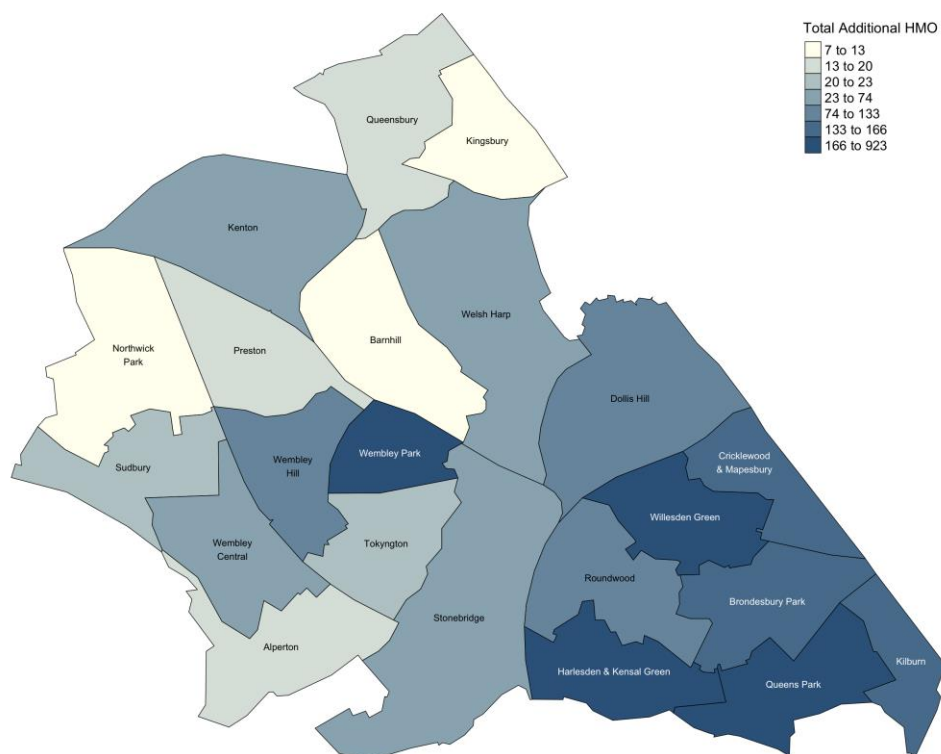 Total Additional HMO
7 to 13
13 to 20
20 to 23
23 to 74
74 to 133
133 to 166
166 to 923
Queensbury
Kingsbury
Kenton
Welsh Harp
Northwick
Park
Preston
Barnhill
Dollis Hill
Sudbury
Wembley
Hill
Wembley Park
Cricklewood
& Mapesbury
Willesden Green
Wembley
Central
Tokyngton
Roundwood
Brondesbury Park
Stonebridge
Alperton
Harlesden & Kensal Green
Queens Park
Kilburn